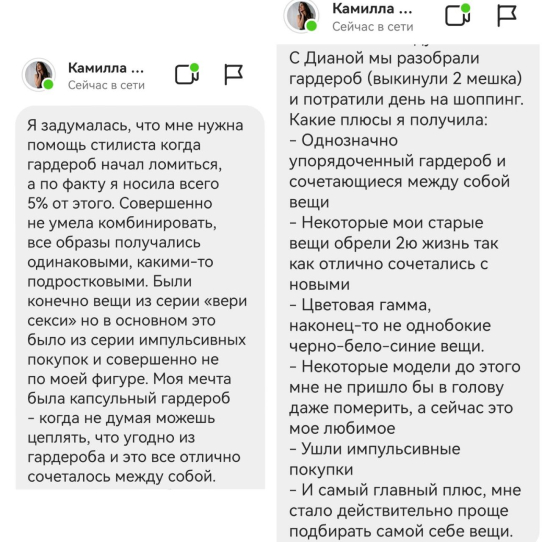 Камилла ...
Сейчас в сети
Я задумалась, что мне нужна
помощь стилиста когда
гардероб начал ломиться,
а по факту я носила всего
5% от этого. Совершенно
не умела комбинировать,
все образы получались
одинаковыми, какими-то
подростковыми. Были
конечно вещи из серии «вери
секси» но в основном это
было из серии импульсивных
покупок и совершенно не
по моей фигуре. Моя мечта
была капсульный гардероб
- когда не думая можешь
цеплять, что угодно из
гардероба и это все отлично
сочеталось между собой.
Камилла ...
Сейчас в сети
С Дианой мы разобрали
гардероб (выкинули 2 мешка)
и потратили день на шоппинг.
Какие плюсы я получила:
- Однозначно
упорядоченный гардероб и
сочетающиеся между собой
вещи
- Некоторые мои старые
вещи обрели 2ю жизнь так
как отлично сочетались с
новыми
- Цветовая гамма,
наконец-то не однобокие
черно-бело-синие вещи.
- Некоторые модели до этого
мне не пришло бы в голову
даже померить, а сейчас это
мое любимое
- Ушли импульсивные
покупки
- И самый главный плюс, мне
стало действительно проще
подбирать самой себе вещи.